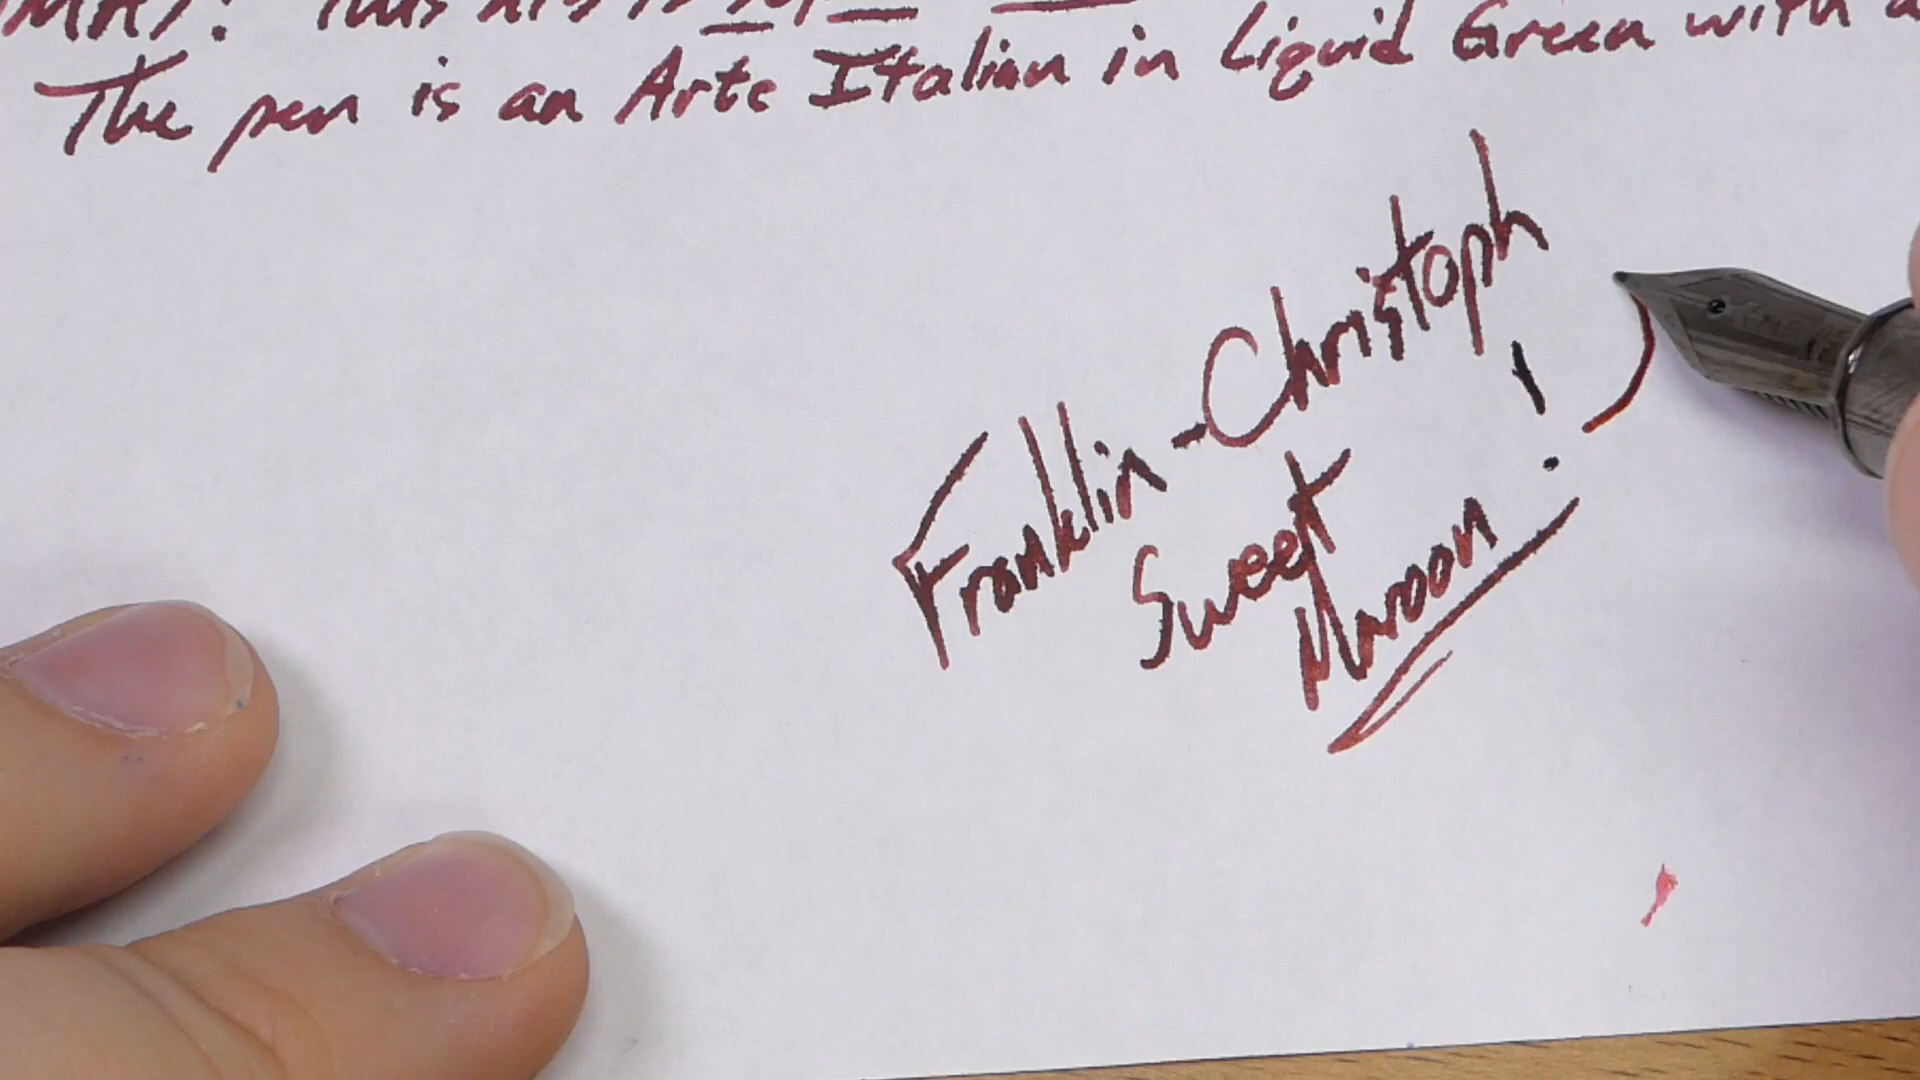 The pen is an Arte Italian in Liquid Green with a
Franklin-Christoph
Sweet !
Maroon